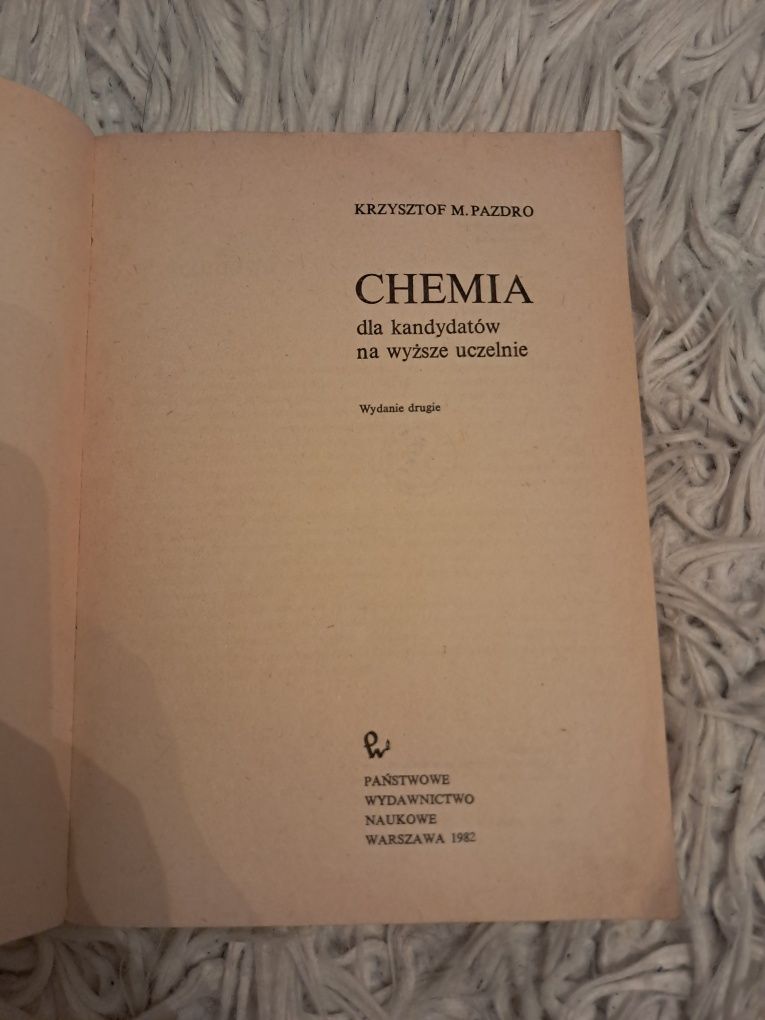 KRZYSZTOF M. PAZDRO
CHEMIA
dla kandydatów
na wyższe uczelnie
Wydanie drugie
PAŃSTWOWE
WYDAWNICTWO
NAUKOWE
WARSZAWA 1982